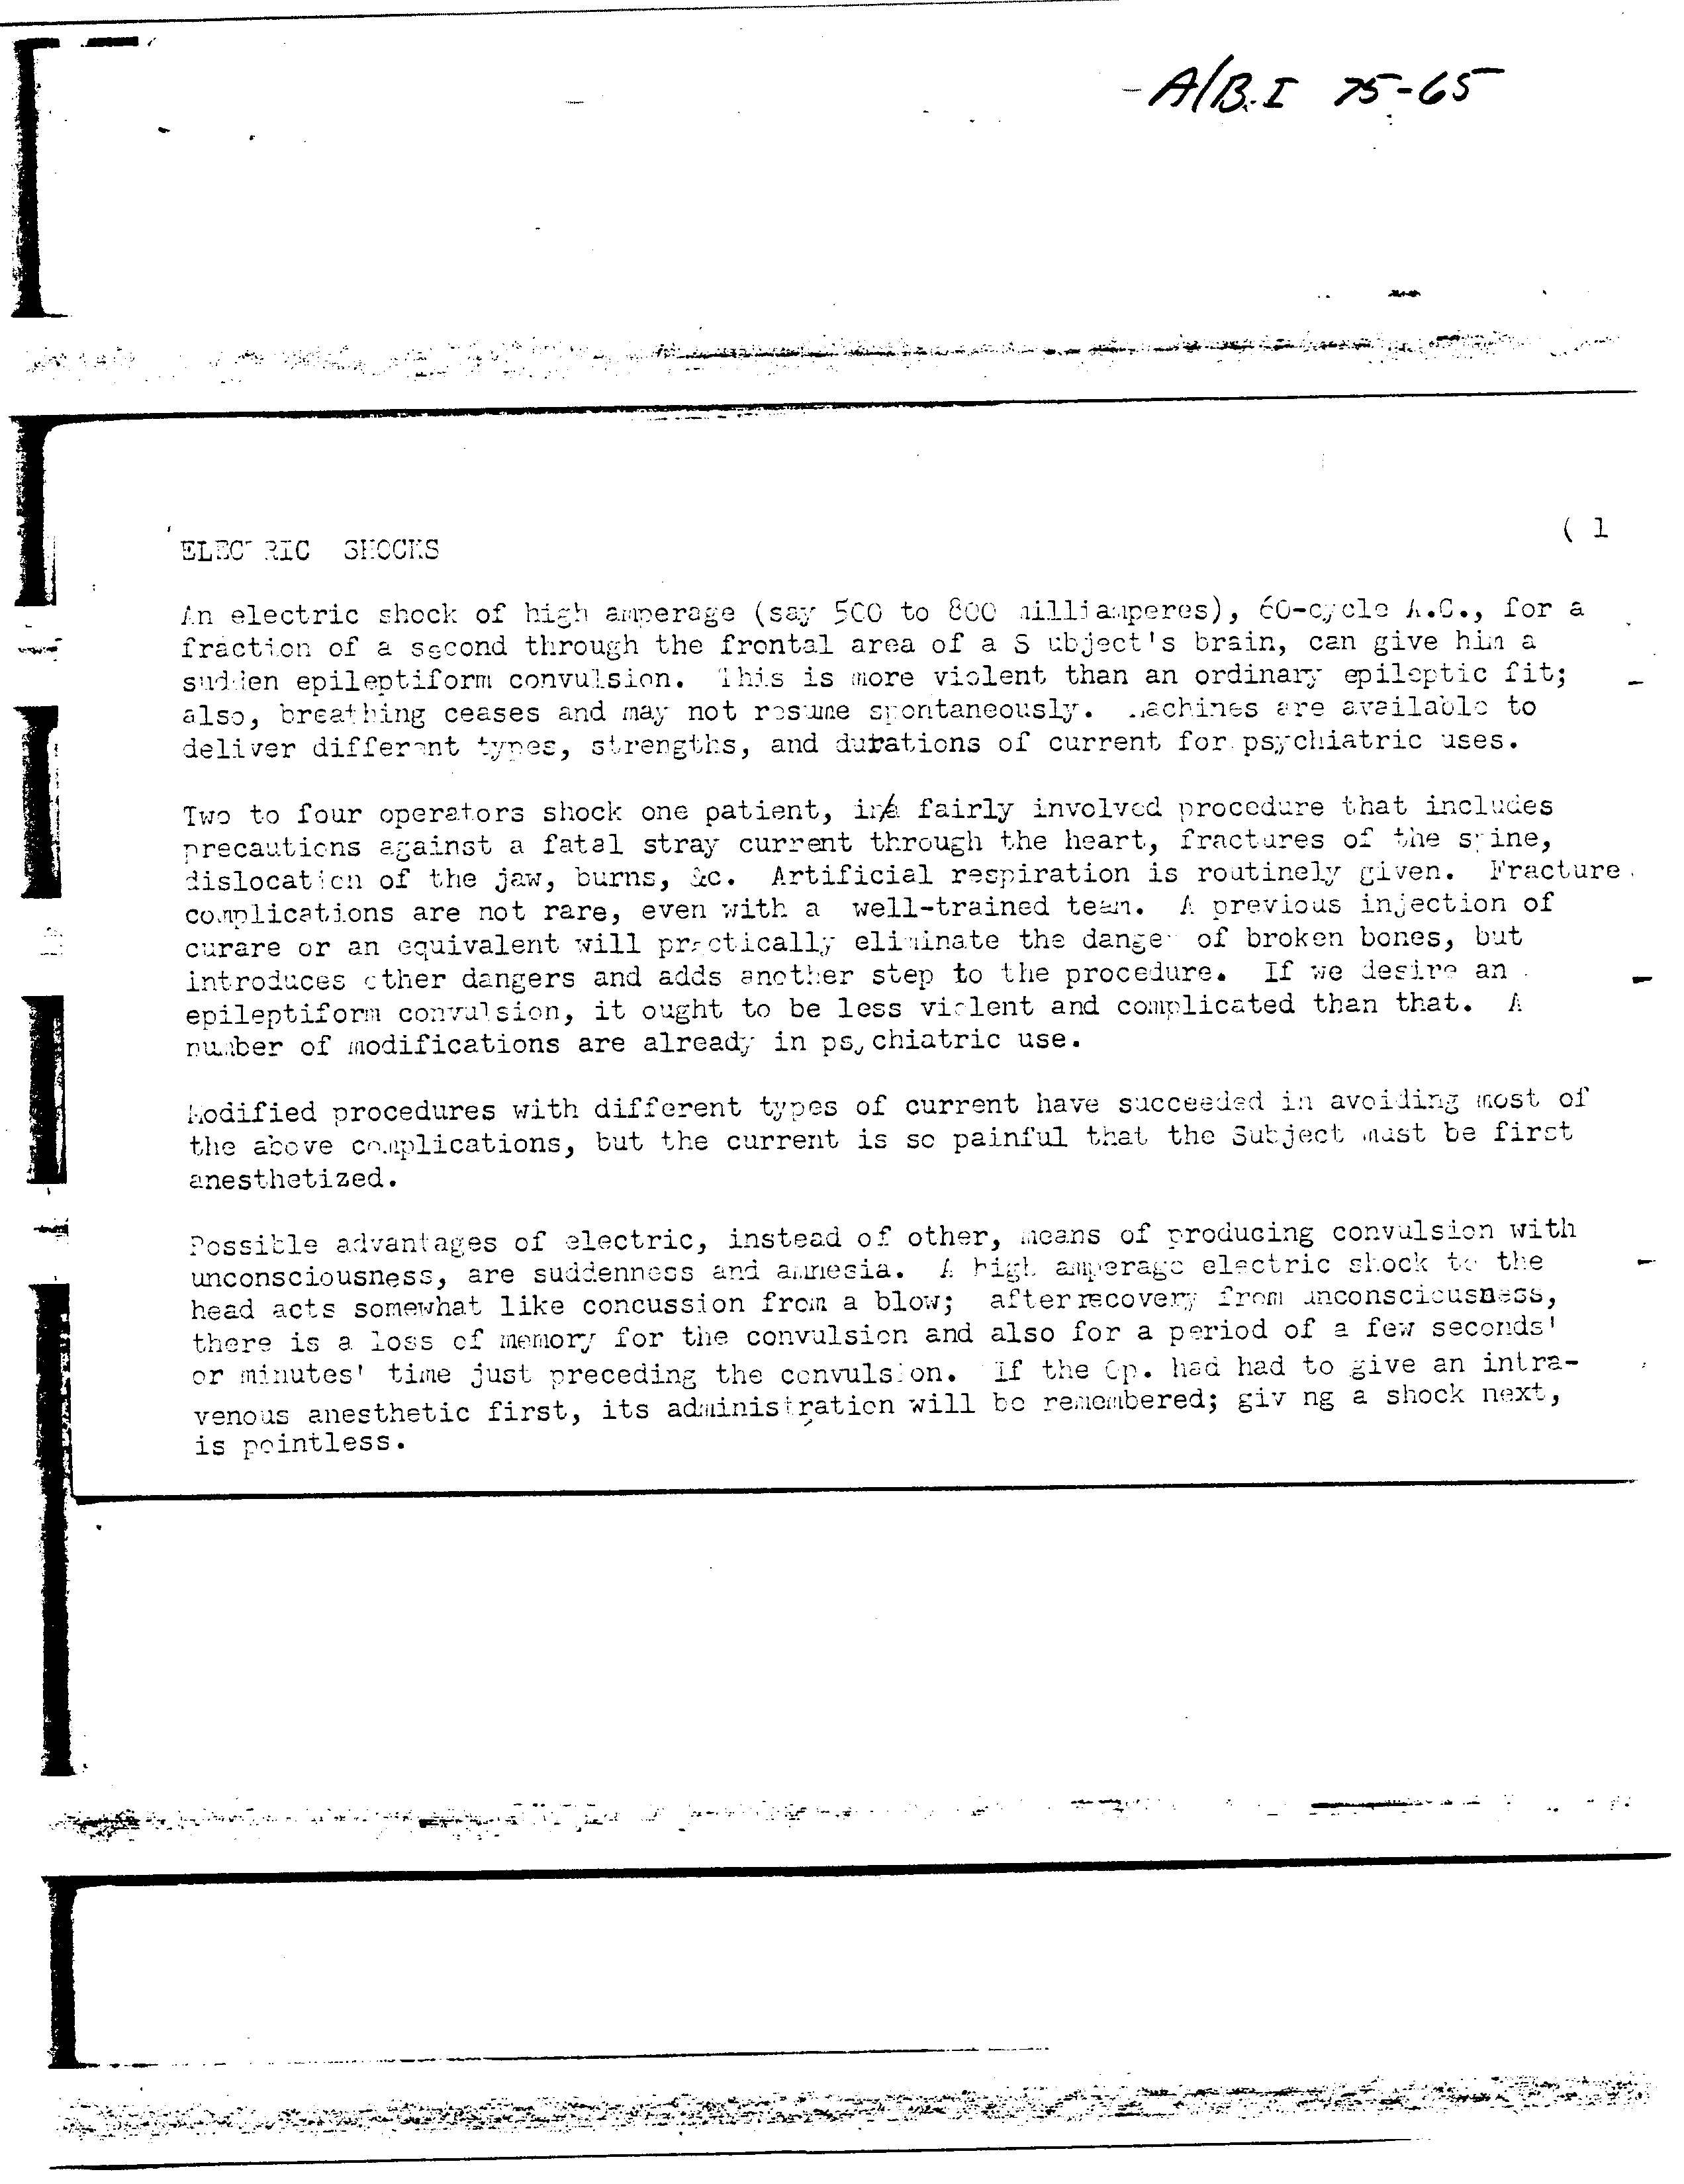 -A/B.I 75-65
( 1
ELECTRIC SHOCKS
An electric shock of high amperage (say 500 to 800 milliamperes), 60-cycle A.C., for a
fraction of a second through the frontal area of a S ubject's brain, can give him a
sudden epileptiform convulsion. This is more violent than an ordinary epileptic fit;
also, breathing ceases and may not resume spontaneously. Machines are available to
deliver different types, strengths, and durations of current for psychiatric uses.
Two to four operators shock one patient, in a fairly involved procedure that includes
precautions against a fatal stray current through the heart, fractures of the spine,
dislocation of the jaw, burns, &c. Artificial respiration is routinely given. Fracture
complications are not rare, even with a well-trained team. A previous injection of
curare or an equivalent will practically eliminate the danger of broken bones, but
introduces other dangers and adds another step to the procedure. If we desire an
epileptiform convulsion, it ought to be less violent and complicated than that. A
number of modifications are already in psychiatric use.
Modified procedures with different types of current have succeeded in avoiding most of
the above complications, but the current is so painful that the Subject must be first
anesthetized.
Possible advantages of electric, instead of other, means of producing convulsion with
unconsciousness, are suddenness and amnesia. A high amperage electric shock to the
head acts somewhat like concussion from a blow; after recovery from unconsciousness,
there is a loss of memory for the convulsion and also for a period of a few seconds'
or minutes' time just preceding the convulsion. If the Op. had had to give an intra-
venous anesthetic first, its administration will be remembered; giving a shock next,
is pointless.